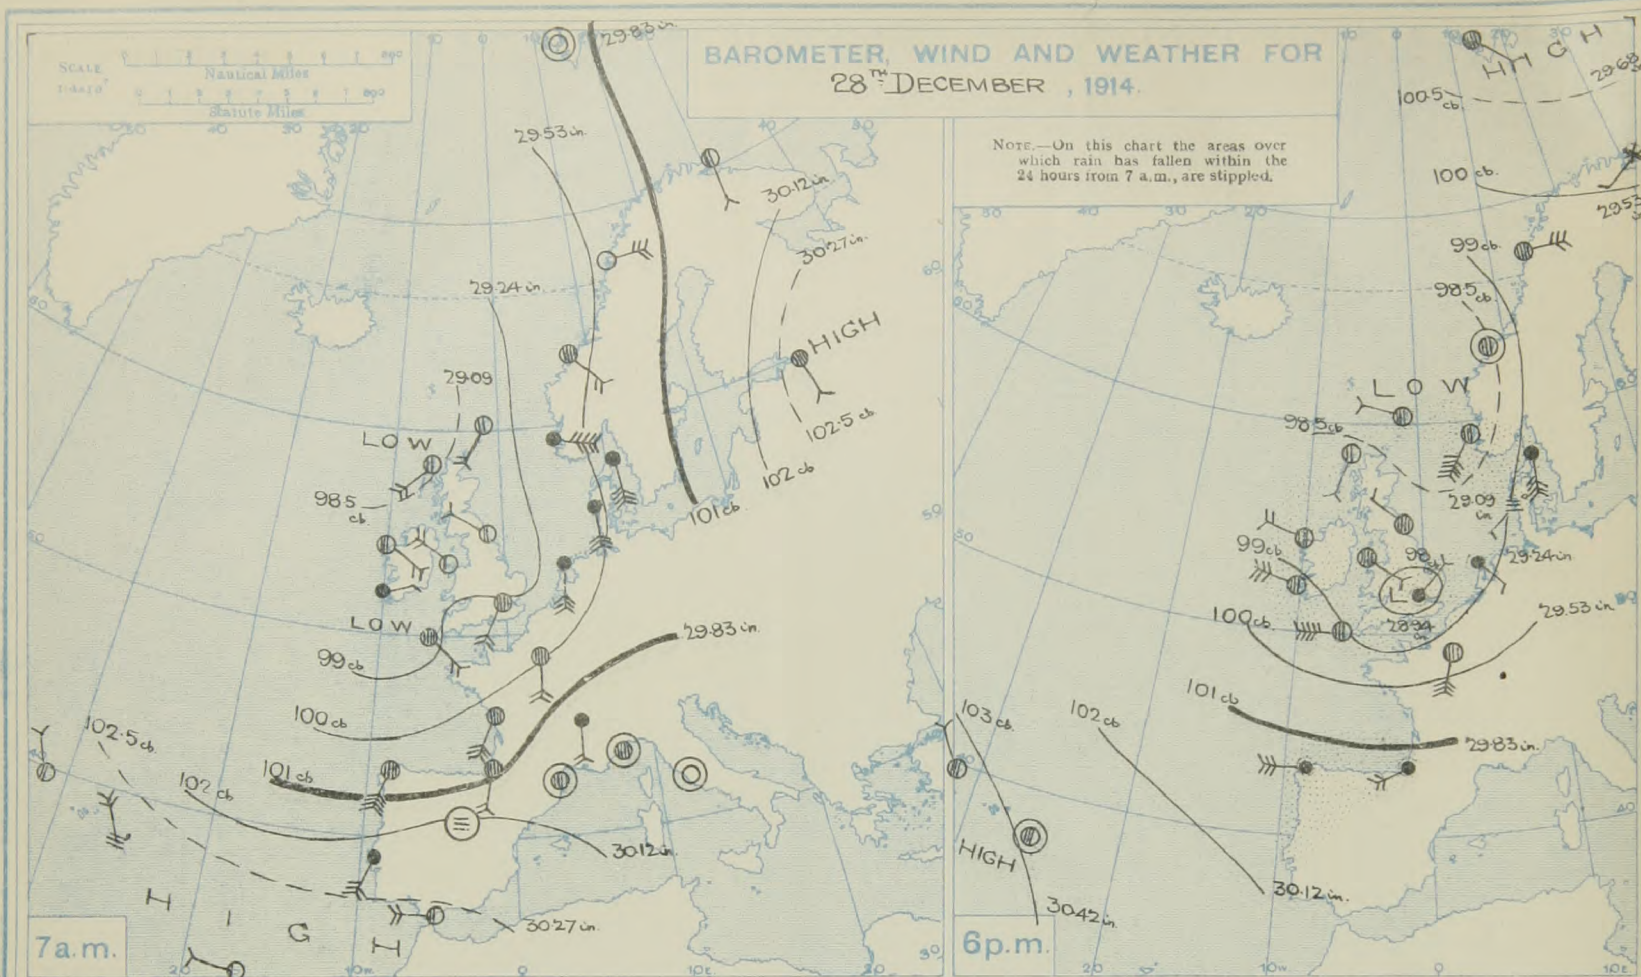 BAROMETER, WIND AND WEATHER FOR
28TH DECEMBER, 1914.
SCALE
Nautical Miles
Statute Miles
NOTE.—On this chart the areas over
which rain has fallen within the
24 hours from 7 a.m., are stippled.
29.83 in.
29.53 in.
30.12 in.
30.27 in.
29.24 in
29.09
HIGH
102.5 cb.
102 cb
101 cb
LOW
98.5
cb
LOW
99 cb
29.83 in.
100 cb
102.5 cb.
101 cb
102 cb
30.12 in.
HIGH
30.27 in.
7 a.m.
HIGH
29.68
100.5 cb.
100 cb.
29.53
99 cb.
98.5 cb.
LOW
98.5 cb.
29.09
in
99 cb
98 cb
29.24 in.
L
28.94
in
100 cb.
29.53 in.
101 cb
29.83 in.
103 cb.
102 cb.
HIGH
30.12 in.
30.42 in.
6 p.m.